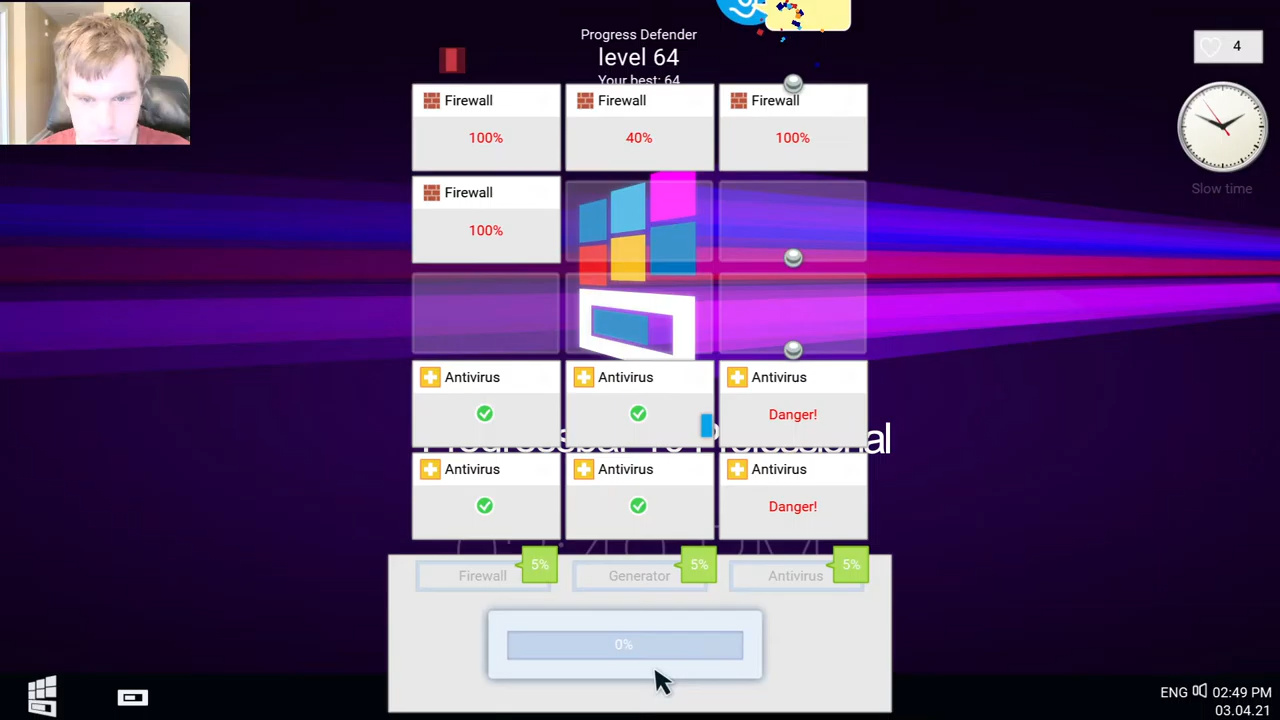 Progress Defender
level 64
Your best: 64
4
Slow time
Firewall
100%
Firewall
40%
Firewall
100%
Firewall
100%
Antivirus
Antivirus
Antivirus
Danger!
Antivirus
Antivirus
Antivirus
Danger!
Firewall
5%
Generator
5%
Antivirus
5%
0%
ENG 02:49 PM
03.04.21